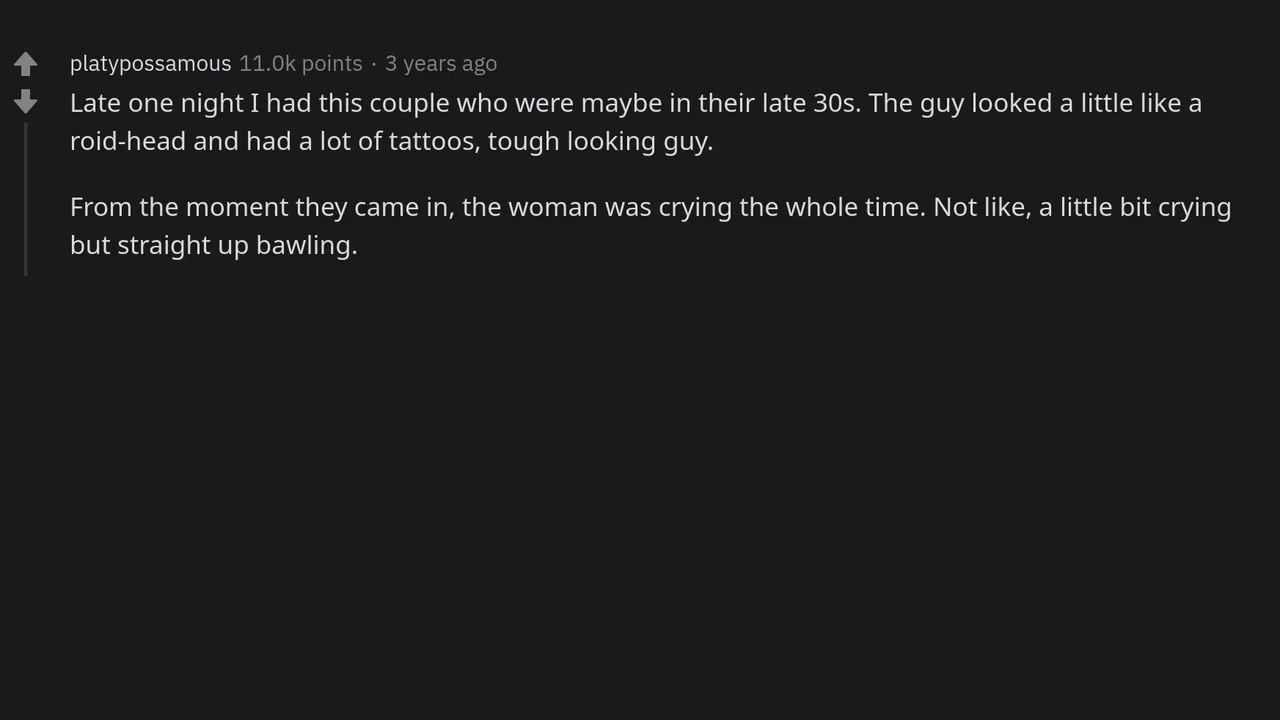 platypossamous 11.0k points · 3 years ago
Late one night I had this couple who were maybe in their late 30s. The guy looked a little like a
roid-head and had a lot of tattoos, tough looking guy.
From the moment they came in, the woman was crying the whole time. Not like, a little bit crying
but straight up bawling.